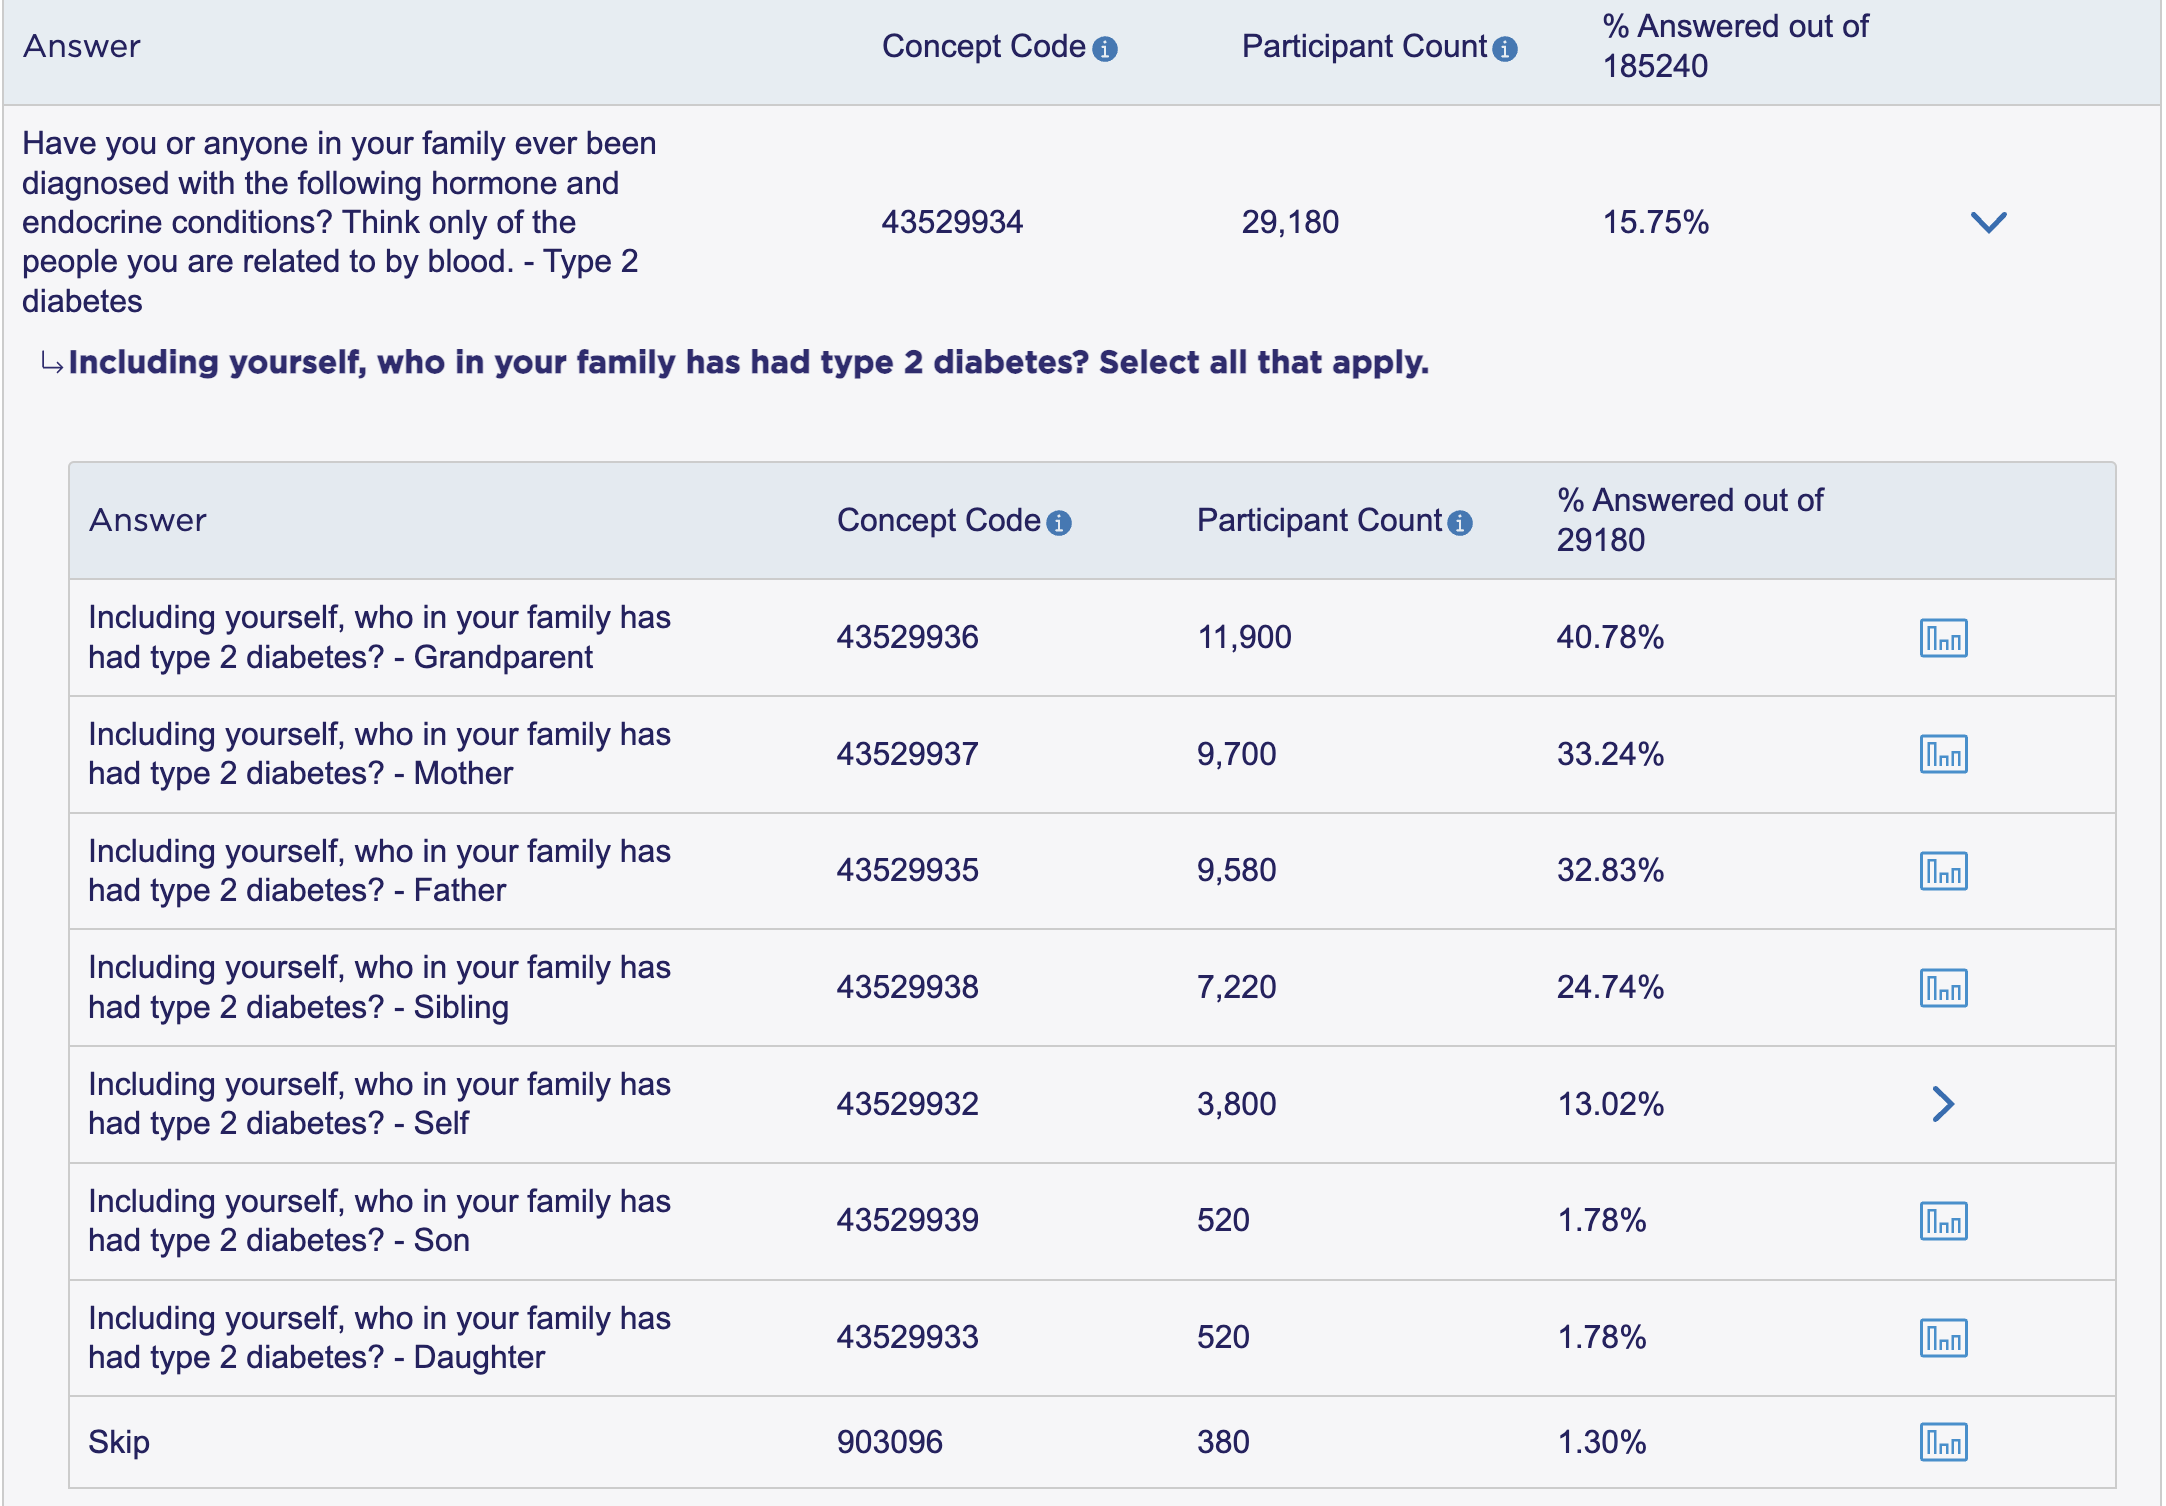 Answer Concept Code Participant Count % Answered out of
185240
Have you or anyone in your family ever been
diagnosed with the following hormone and
endocrine conditions? Think only of the
people you are related to by blood. - Type 2
diabetes
43529934 29,180 15.75%
Including yourself, who in your family has had type 2 diabetes? Select all that apply.
Answer Concept Code Participant Count % Answered out of
29180
Including yourself, who in your family has
had type 2 diabetes? - Grandparent
43529936 11,900 40.78%
Including yourself, who in your family has
had type 2 diabetes? - Mother
43529937 9,700 33.24%
Including yourself, who in your family has
had type 2 diabetes? - Father
43529935 9,580 32.83%
Including yourself, who in your family has
had type 2 diabetes? - Sibling
43529938 7,220 24.74%
Including yourself, who in your family has
had type 2 diabetes? - Self
43529932 3,800 13.02%
Including yourself, who in your family has
had type 2 diabetes? - Son
43529939 520 1.78%
Including yourself, who in your family has
had type 2 diabetes? - Daughter
43529933 520 1.78%
Skip 903096 380 1.30%